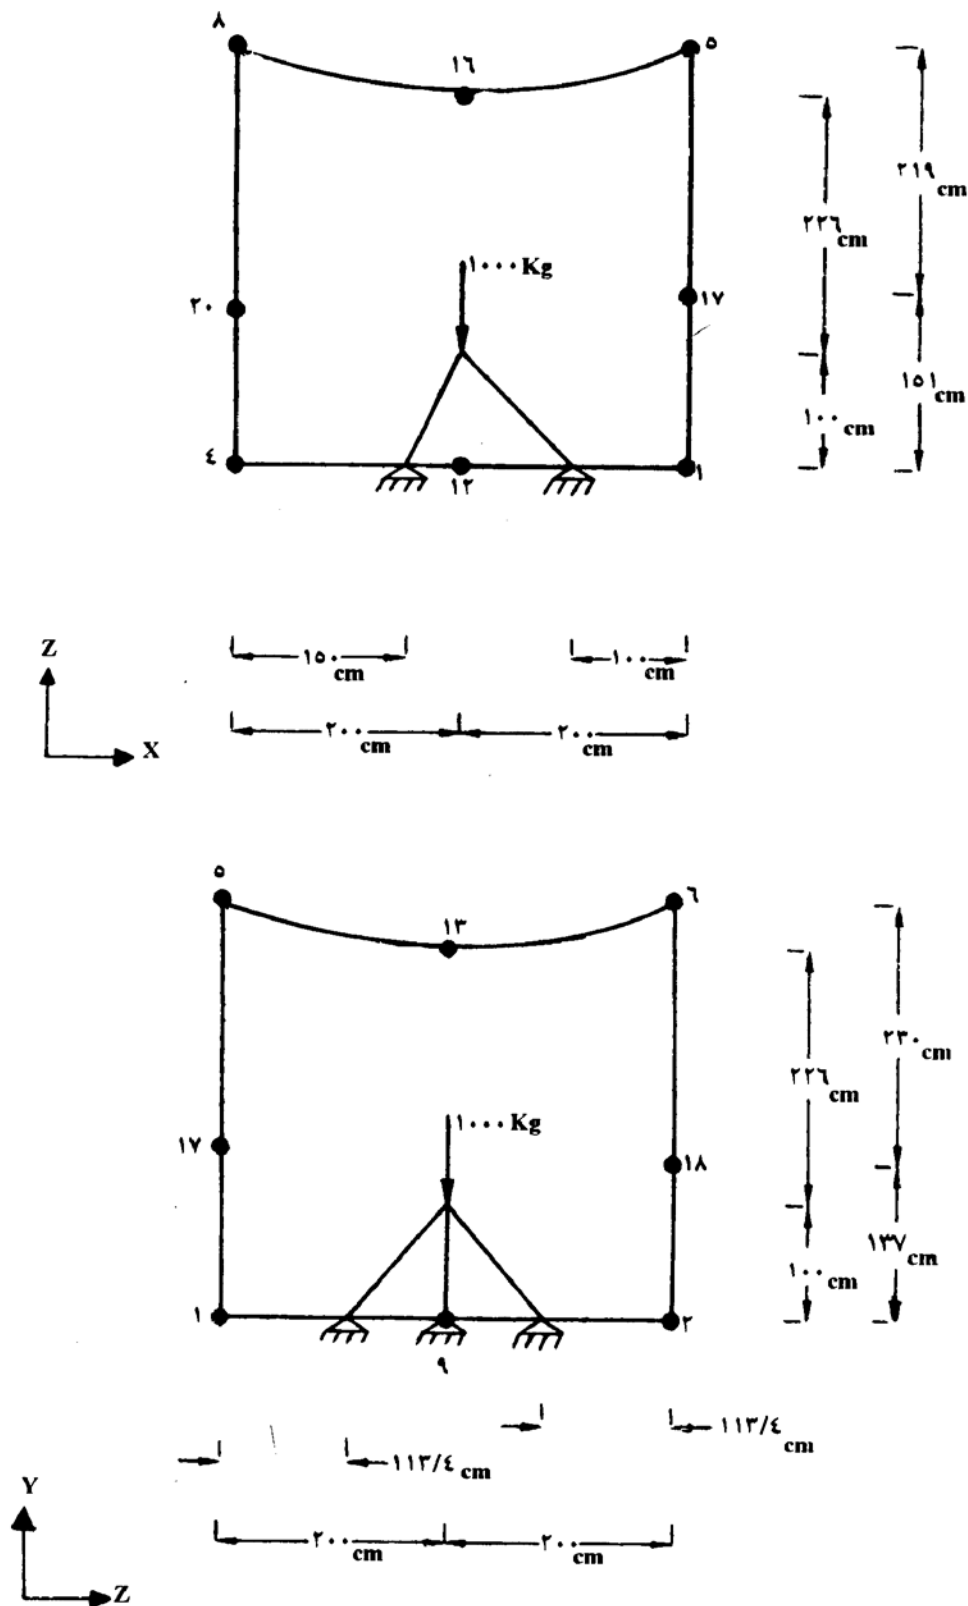 ٨
٥
١٦
٢١٩ cm
٢٢٦ cm
١٠٠٠ Kg
٢٠
١٧
١٥١ cm
١٠٠ cm
٤
١٢
١
Z
X
١٥٠ cm
١٠٠ cm
٢٠٠ cm
٢٠٠ cm
٥
٦
١٣
٢٣٠ cm
٢٢٦ cm
١٠٠٠ Kg
١٧
١٨
١٣٧ cm
١٠٠ cm
١
٢
٩
١١٣/٤ cm
١١٣/٤ cm
Y
Z
٢٠٠ cm
٢٠٠ cm